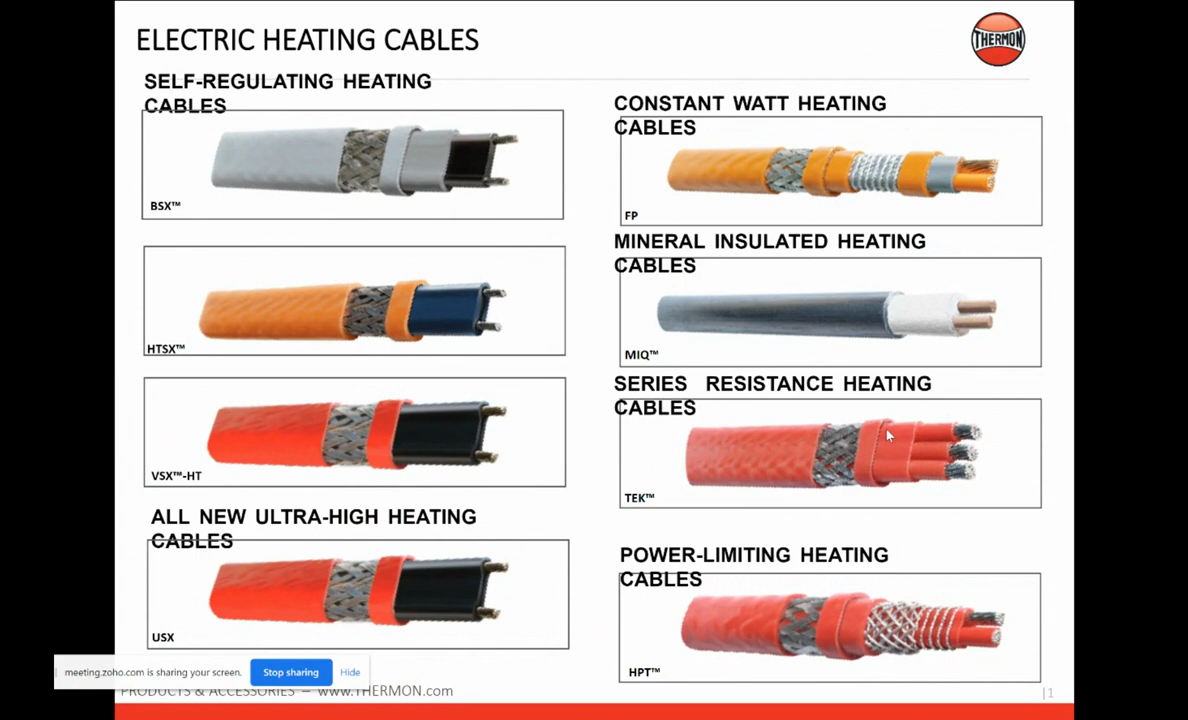 ELECTRIC HEATING CABLES
THERMON
SELF-REGULATING HEATING
CABLES
BSX™
HTSX™
VSX™-HT
ALL NEW ULTRA-HIGH HEATING
CABLES
USX
CONSTANT WATT HEATING
CABLES
FP
MINERAL INSULATED HEATING
CABLES
MIQ™
SERIES RESISTANCE HEATING
CABLES
TEK™
POWER-LIMITING HEATING
CABLES
HPT™
meeting.zoho.com is sharing your screen. Stop sharing Hide
PRODUCTS & ACCESSORIES – www.THERMON.com
|1